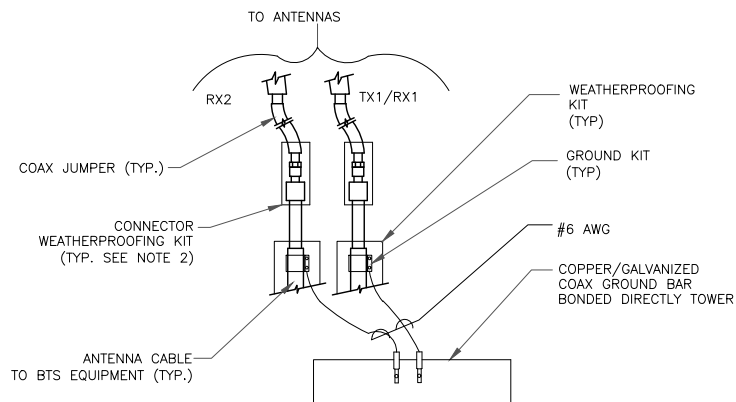 TO ANTENNAS
RX2
TX1/RX1
WEATHERPROOFING
KIT
(TYP)
COAX JUMPER (TYP.)
GROUND KIT
(TYP)
CONNECTOR
WEATHERPROOFING KIT
(TYP. SEE NOTE 2)
#6 AWG
COPPER/GALVANIZED
COAX GROUND BAR
BONDED DIRECTLY TOWER
ANTENNA CABLE
TO BTS EQUIPMENT (TYP.)